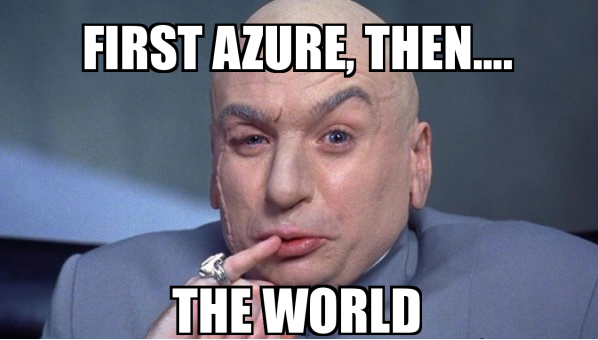 FIRST AZURE, THEN....
THE WORLD